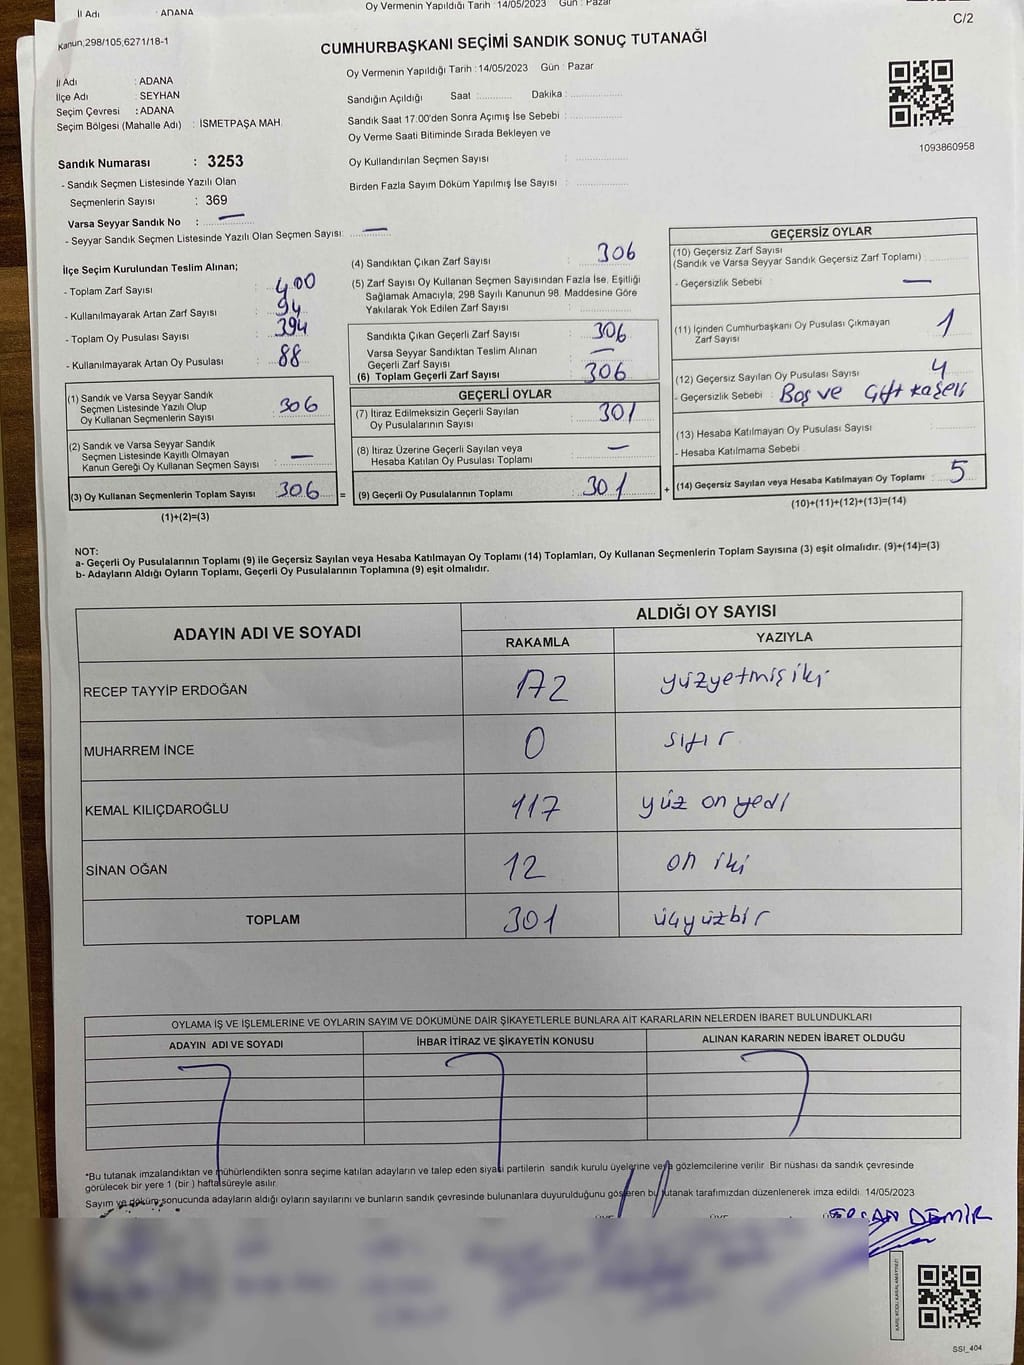 İl Adı : ADANA
Oy Vermenin Yapıldığı Tarih : 14/05/2023 Gün : Pazar
C/2
Kanun,298/105,6271/18-1
CUMHURBAŞKANI SEÇİMİ SANDIK SONUÇ TUTANAĞI
Oy Vermenin Yapıldığı Tarih : 14/05/2023 Gün : Pazar
İl Adı : ADANA
İlçe Adı : SEYHAN
Seçim Çevresi : ADANA
Seçim Bölgesi (Mahalle Adı) : İSMETPAŞA MAH.
Sandığın Açıldığı Saat :.......... Dakika :................
Sandık Saat 17:00'den Sonra Açımış İse Sebebi :................
Oy Verme Saati Bitiminde Sırada Bekleyen ve
Oy Kullandırılan Seçmen Sayısı :................
Birden Fazla Sayım Döküm Yapılmış İse Sayısı :................
1093860958
Sandık Numarası : 3253
- Sandık Seçmen Listesinde Yazılı Olan
Seçmenlerin Sayısı : 369
Varsa Seyyar Sandık No : —
- Seyyar Sandık Seçmen Listesinde Yazılı Olan Seçmen Sayısı: —
İlçe Seçim Kurulundan Teslim Alınan;
- Toplam Zarf Sayısı : 400
- Kullanılmayarak Artan Zarf Sayısı : 94
- Toplam Oy Pusulası Sayısı : 394
- Kullanılmayarak Artan Oy Pusulası : 88
(1) Sandık ve Varsa Seyyar Sandık
Seçmen Listesinde Yazılı Olup
Oy Kullanan Seçmenlerin Sayısı : 306
(2) Sandık ve Varsa Seyyar Sandık
Seçmen Listesinde Kayıtlı Olmayan
Kanun Gereği Oy Kullanan Seçmen Sayısı : —
(3) Oy Kullanan Seçmenlerin Toplam Sayısı : 306 =
(1)+(2)=(3)
(4) Sandıktan Çıkan Zarf Sayısı : 306
(5) Zarf Sayısı Oy Kullanan Seçmen Sayısından Fazla İse, Eşitliği
Sağlamak Amacıyla; 298 Sayılı Kanunun 98. Maddesine Göre
Yakılarak Yok Edilen Zarf Sayısı :
Sandıkta Çıkan Geçerli Zarf Sayısı : 306
Varsa Seyyar Sandıktan Teslim Alınan
Geçerli Zarf Sayısı : —
(6) Toplam Geçerli Zarf Sayısı : 306
GEÇERLİ OYLAR
(7) İtiraz Edilmeksizin Geçerli Sayılan
Oy Pusulalarının Sayısı : 301
(8) İtiraz Üzerine Geçerli Sayılan veya
Hesaba Katılan Oy Pusulası Toplamı : —
(9) Geçerli Oy Pusulalarının Toplamı : 301 +
GEÇERSİZ OYLAR
(10) Geçersiz Zarf Sayısı
(Sandık ve Varsa Seyyar Sandık Geçersiz Zarf Toplamı) :
- Geçersizlik Sebebi : —
(11) İçinden Cumhurbaşkanı Oy Pusulası Çıkmayan
Zarf Sayısı : 1
(12) Geçersiz Sayılan Oy Pusulası Sayısı : 4
- Geçersizlik Sebebi : Boş ve Çift kaşeli
(13) Hesaba Katılmayan Oy Pusulası Sayısı :
- Hesaba Katılmama Sebebi :
(14) Geçersiz Sayılan veya Hesaba Katılmayan Oy Toplamı : 5
(10)+(11)+(12)+(13)=(14)
NOT:
a- Geçerli Oy Pusulalarının Toplamı (9) ile Geçersiz Sayılan veya Hesaba Katılmayan Oy Toplamı (14) Toplamları, Oy Kullanan Seçmenlerin Toplam Sayısına (3) eşit olmalıdır. (9)+(14)=(3)
b- Adayların Aldığı Oyların Toplamı, Geçerli Oy Pusulalarının Toplamına (9) eşit olmalıdır.
ADAYIN ADI VE SOYADI
ALDIĞI OY SAYISI
RAKAMLA YAZIYLA
RECEP TAYYİP ERDOĞAN 172 yüzyetmişiki
MUHARREM İNCE 0 sıfır
KEMAL KILIÇDAROĞLU 117 yüz onyedi
SİNAN OĞAN 12 on iki
TOPLAM 301 üçyüzbir
OYLAMA İŞ VE İŞLEMLERİNE VE OYLARIN SAYIM VE DÖKÜMÜNE DAİR ŞİKAYETLERLE BUNLARA AİT KARARLARIN NELERDEN İBARET BULUNDUKLARI
ADAYIN ADI VE SOYADI İHBAR İTİRAZ VE ŞİKAYETİN KONUSU ALINAN KARARIN NEDEN İBARET OLDUĞU
*Bu tutanak imzalandıktan ve mühürlendikten sonra seçime katılan adayların ve talep eden siyasi partilerin sandık kurulu üyelerine veya gözlemcilerine verilir. Bir nüshası da sandık çevresinde
görülecek bir yere 1 (bir ) hafta süreyle asılır.
Sayım ve döküm sonucunda adayların aldığı oyların sayılarını ve bunların sandık çevresinde bulunanlara duyurulduğunu gösteren bu tutanak tarafımızdan düzenlenerek imza edildi. 14/05/2023
DEMİR
SSI_404